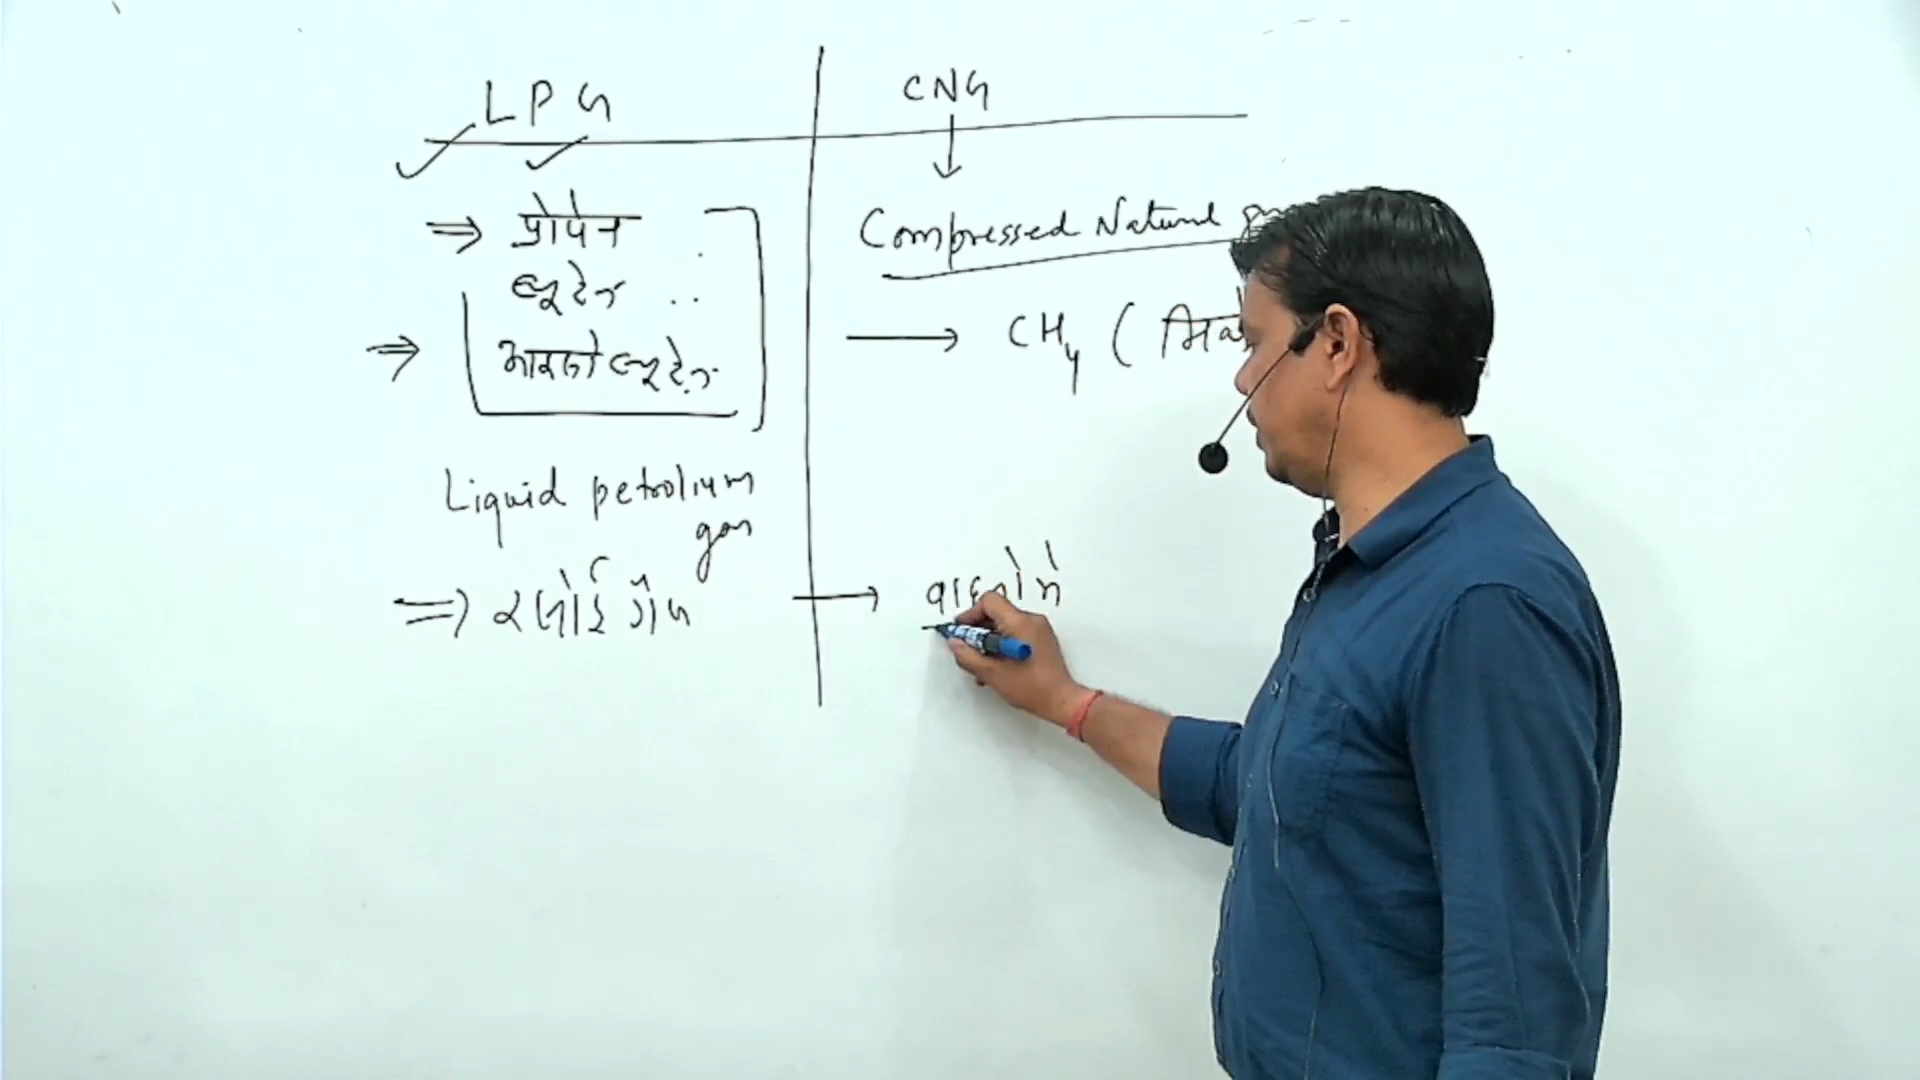 LPG
प्रोपेन
ब्यूटेन
आइसो ब्यूटेन
Liquid petrolium
gas
⇒ रसोई गैस
CNG
Compressed Natural
CH4 (
→ वाहनों में